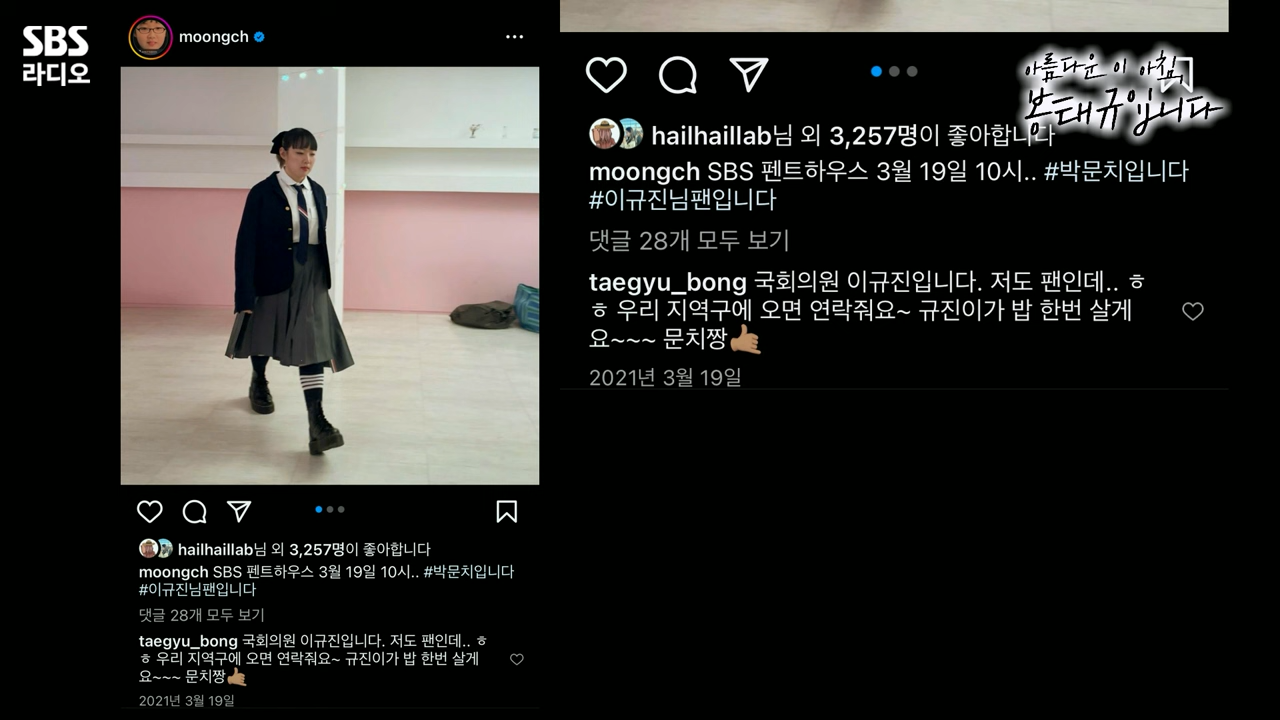 SBS
라디오
moongch
hailhaillab님 외 3,257명이 좋아합니다
moongch SBS 펜트하우스 3월 19일 10시.. #박문치입니다
#이규진님팬입니다
댓글 28개 모두 보기
taegyu_bong 국회의원 이규진입니다. 저도 팬인데.. ㅎ
ㅎ 우리 지역구에 오면 연락줘요~ 규진이가 밥 한번 살게
요~~~ 문치짱🤙🏼
2021년 3월 19일
아름다운 이 아침,
봉태규입니다
hailhaillab님 외 3,257명이 좋아합니다
moongch SBS 펜트하우스 3월 19일 10시.. #박문치입니다
#이규진님팬입니다
댓글 28개 모두 보기
taegyu_bong 국회의원 이규진입니다. 저도 팬인데.. ㅎ
ㅎ 우리 지역구에 오면 연락줘요~ 규진이가 밥 한번 살게
요~~~ 문치짱🤙🏼
2021년 3월 19일